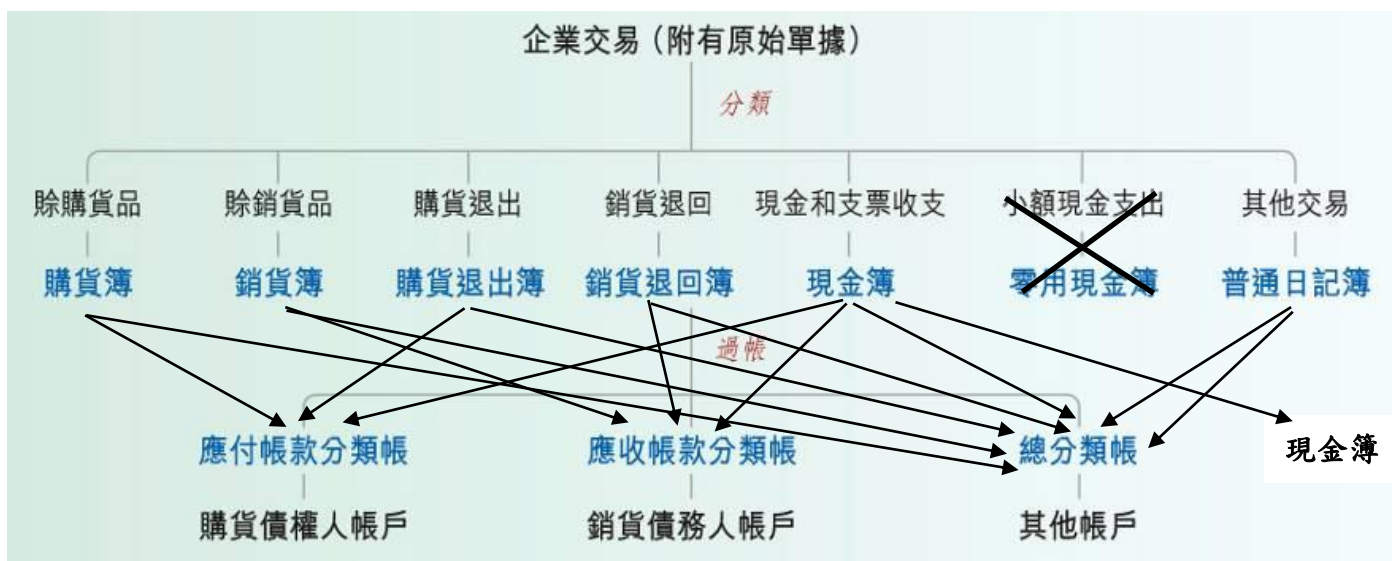 企業交易（附有原始單據）
分類
賒購貨品 賒銷貨品 購貨退出 銷貨退回 現金和支票收支 小額現金支出 其他交易
購貨簿 銷貨簿 購貨退出簿 銷貨退回簿 現金簿 零用現金簿 普通日記簿
過帳
應付帳款分類帳 應收帳款分類帳 總分類帳 現金簿
購貨債權人帳戶 銷貨債務人帳戶 其他帳戶